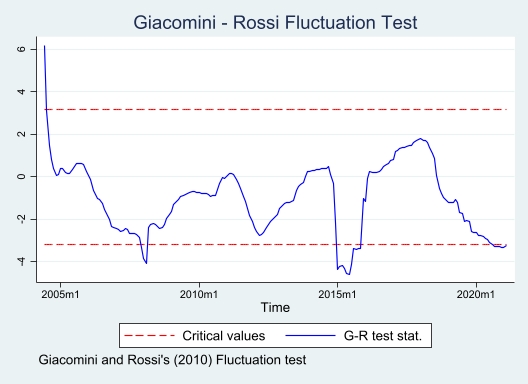 Giacomini - Rossi Fluctuation Test
6
4
2
0
-2
-4
2005m1 2010m1 2015m1 2020m1
Time
Critical values G-R test stat.
Giacomini and Rossi's (2010) Fluctuation test